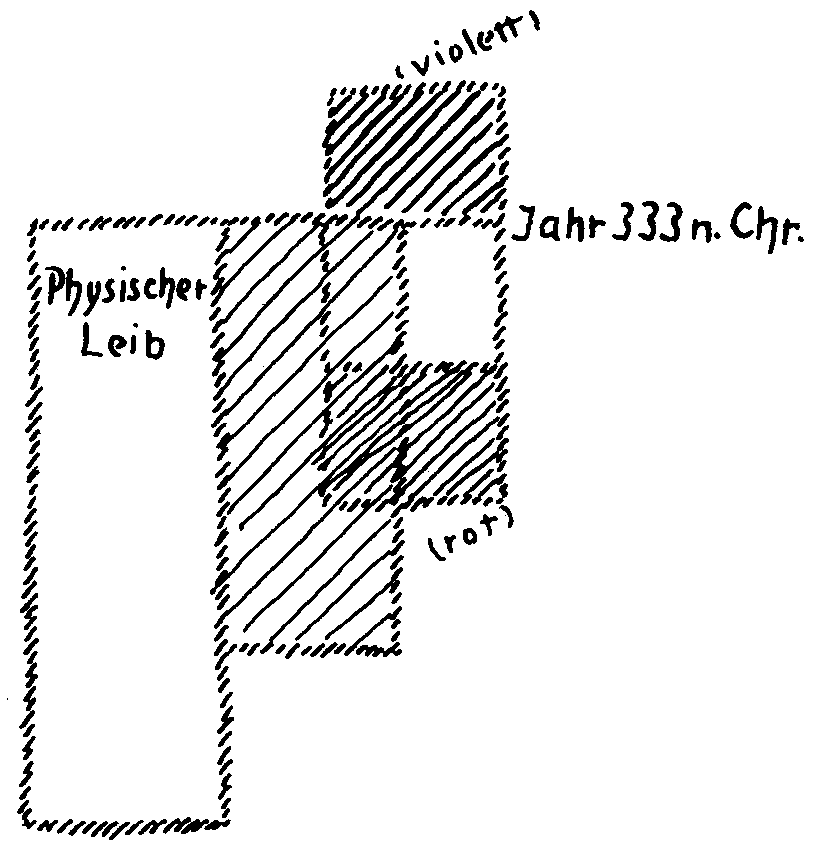 (violett)
Jahr 333 n. Chr.
Physischer
Leib
(rot)